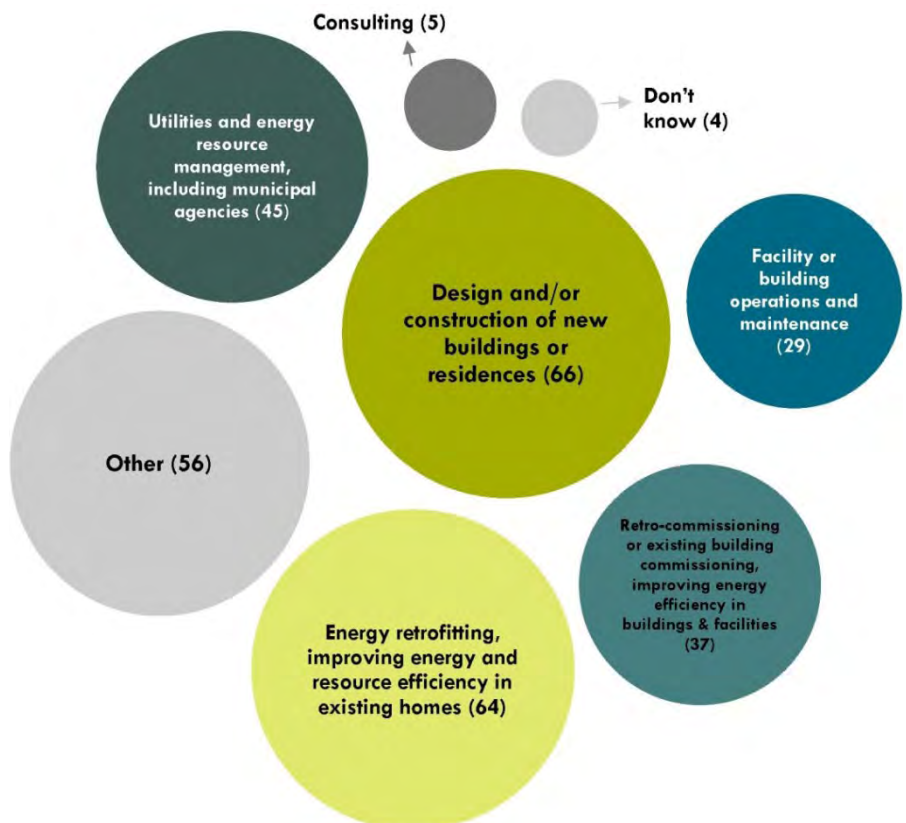 Consulting (5)
Don't
know (4)
Utilities and energy
resource
management,
including municipal
agencies (45)
Facility or
building
operations and
maintenance
(29)
Design and/or
construction of new
buildings or
residences (66)
Other (56)
Retro-commissioning
or existing building
commissioning,
improving energy
efficiency in
buildings & facilities
(37)
Energy retrofitting,
improving energy and
resource efficiency in
existing homes (64)